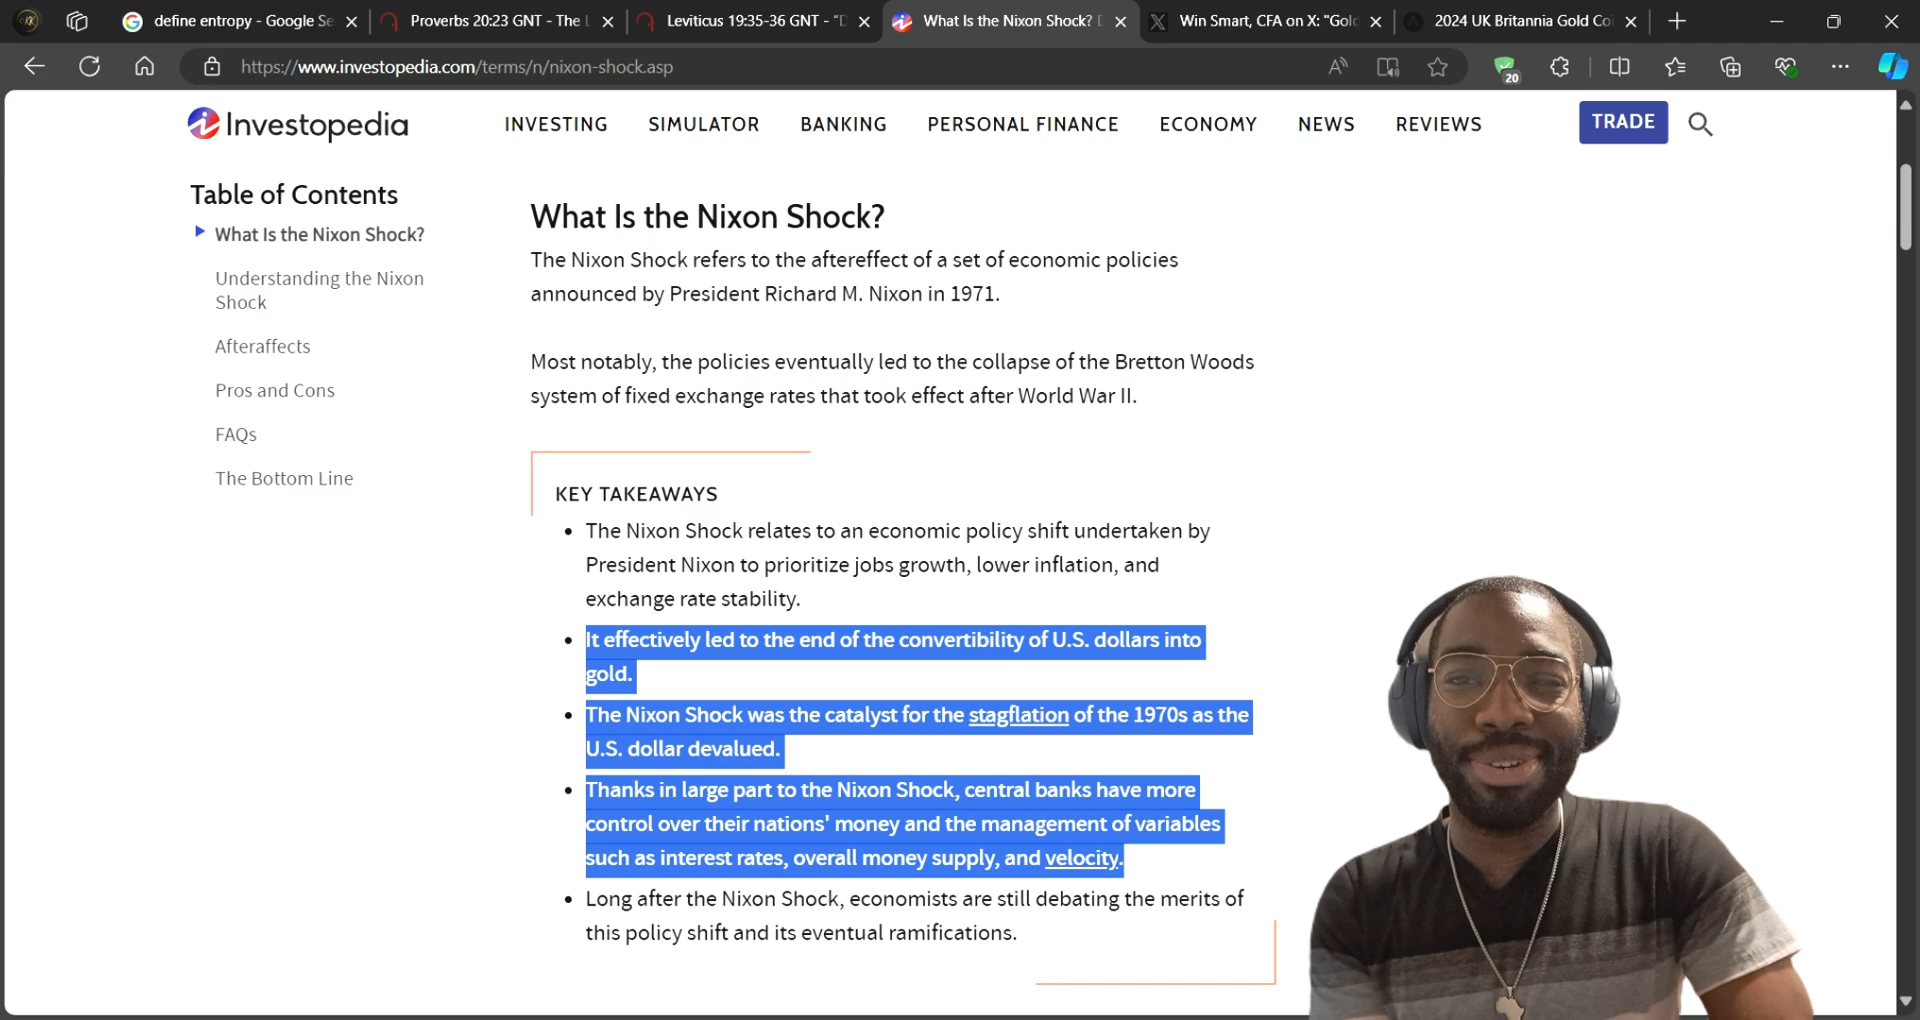 define entropy - Google Se
Proverbs 20:23 GNT - The L
Leviticus 19:35-36 GNT - "D
What Is the Nixon Shock? D
Win Smart, CFA on X: "Gold
2024 UK Britannia Gold Coi
https://www.investopedia.com/terms/n/nixon-shock.asp
20
Investopedia
INVESTING
SIMULATOR
BANKING
PERSONAL FINANCE
ECONOMY
NEWS
REVIEWS
TRADE
Table of Contents
What Is the Nixon Shock?
Understanding the Nixon
Shock
Afteraffects
Pros and Cons
FAQs
The Bottom Line
What Is the Nixon Shock?
The Nixon Shock refers to the aftereffect of a set of economic policies
announced by President Richard M. Nixon in 1971.
Most notably, the policies eventually led to the collapse of the Bretton Woods
system of fixed exchange rates that took effect after World War II.
KEY TAKEAWAYS
The Nixon Shock relates to an economic policy shift undertaken by
President Nixon to prioritize jobs growth, lower inflation, and
exchange rate stability.
It effectively led to the end of the convertibility of U.S. dollars into
gold.
The Nixon Shock was the catalyst for the stagflation of the 1970s as the
U.S. dollar devalued.
Thanks in large part to the Nixon Shock, central banks have more
control over their nations' money and the management of variables
such as interest rates, overall money supply, and velocity.
Long after the Nixon Shock, economists are still debating the merits of
this policy shift and its eventual ramifications.